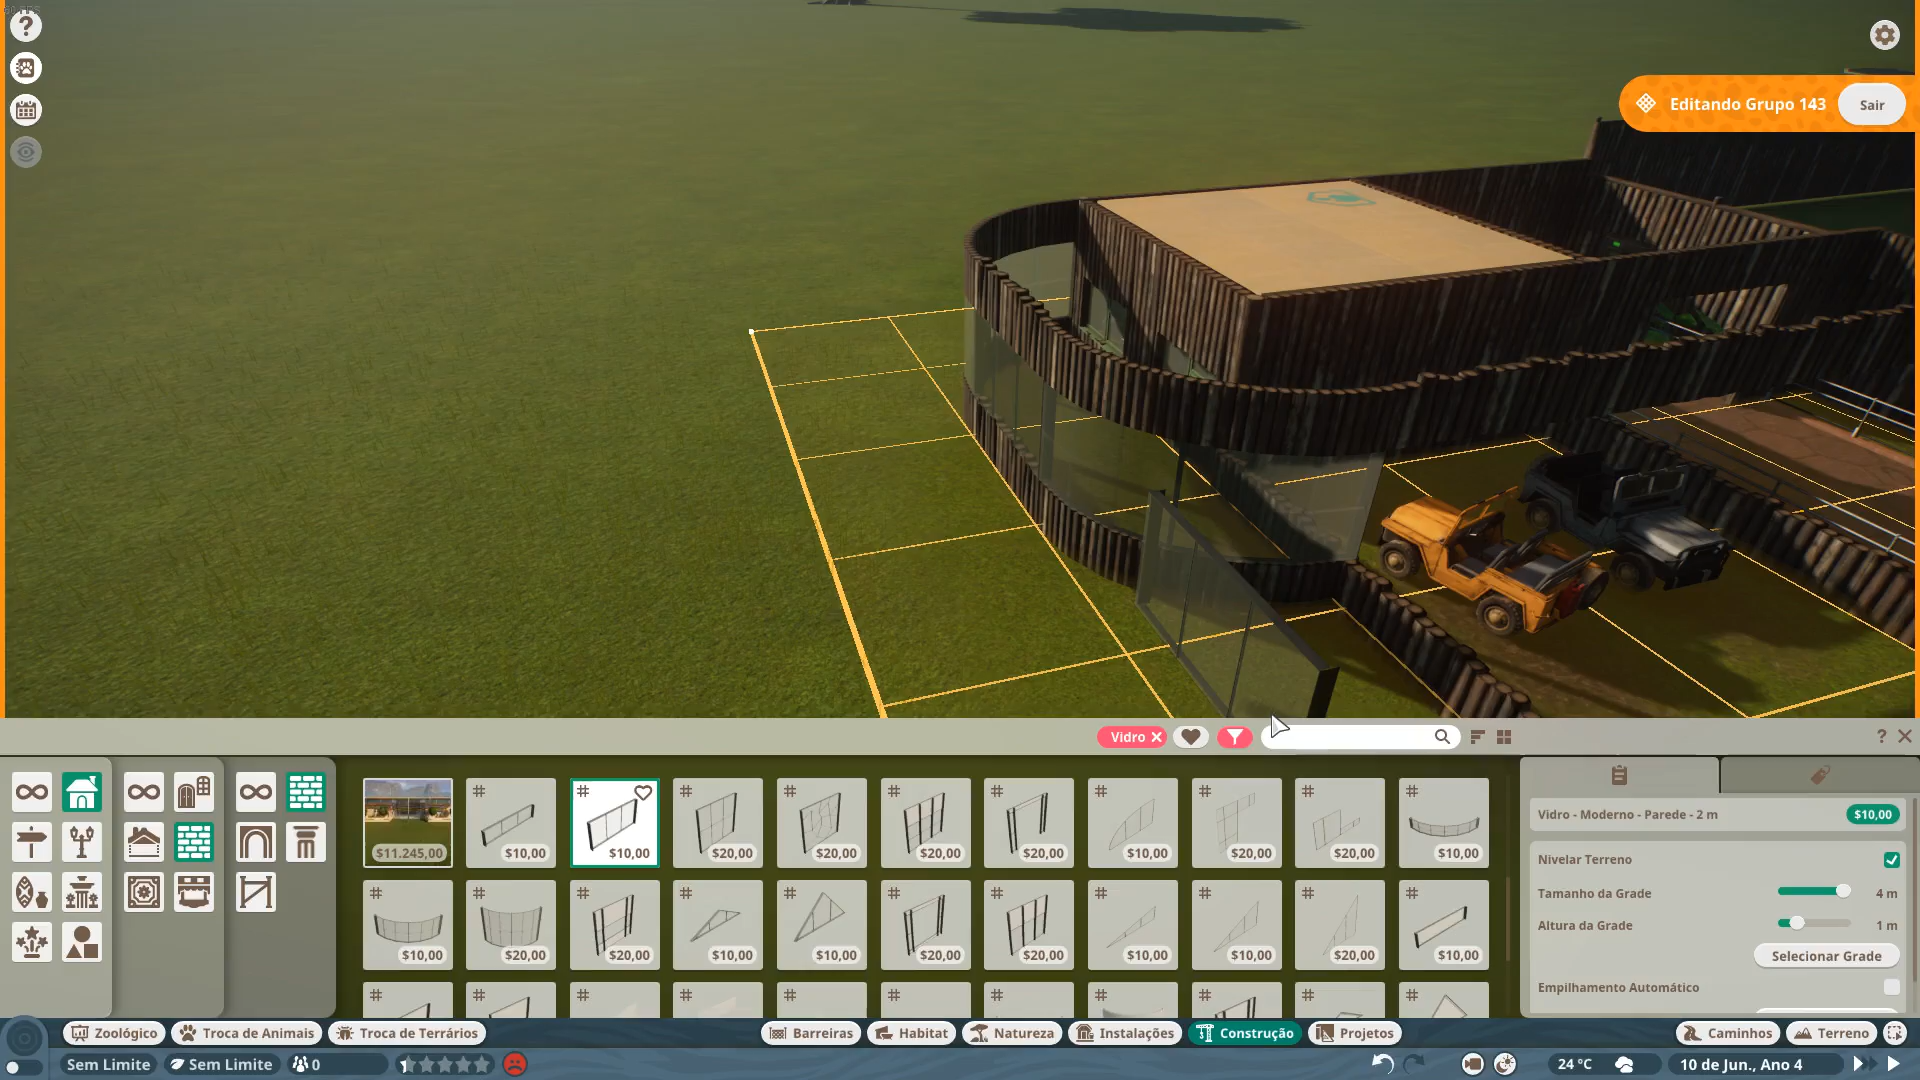 Editando Grupo 143
Sair
Vidro
Vidro - Moderno - Parede - 2 m
$10,00
Nivelar Terreno
Tamanho da Grade
4 m
Altura da Grade
1 m
Selecionar Grade
Empilhamento Automático
$11.245,00
$10,00
$10,00
$20,00
$20,00
$20,00
$20,00
$10,00
$20,00
$20,00
$10,00
$10,00
$20,00
$20,00
$10,00
$10,00
$20,00
$20,00
$10,00
$10,00
$20,00
$10,00
Zoológico
Troca de Animais
Troca de Terrários
Barreiras
Habitat
Natureza
Instalações
Construção
Projetos
Caminhos
Terreno
Sem Limite
Sem Limite
0
24 °C
10 de Jun., Ano 4